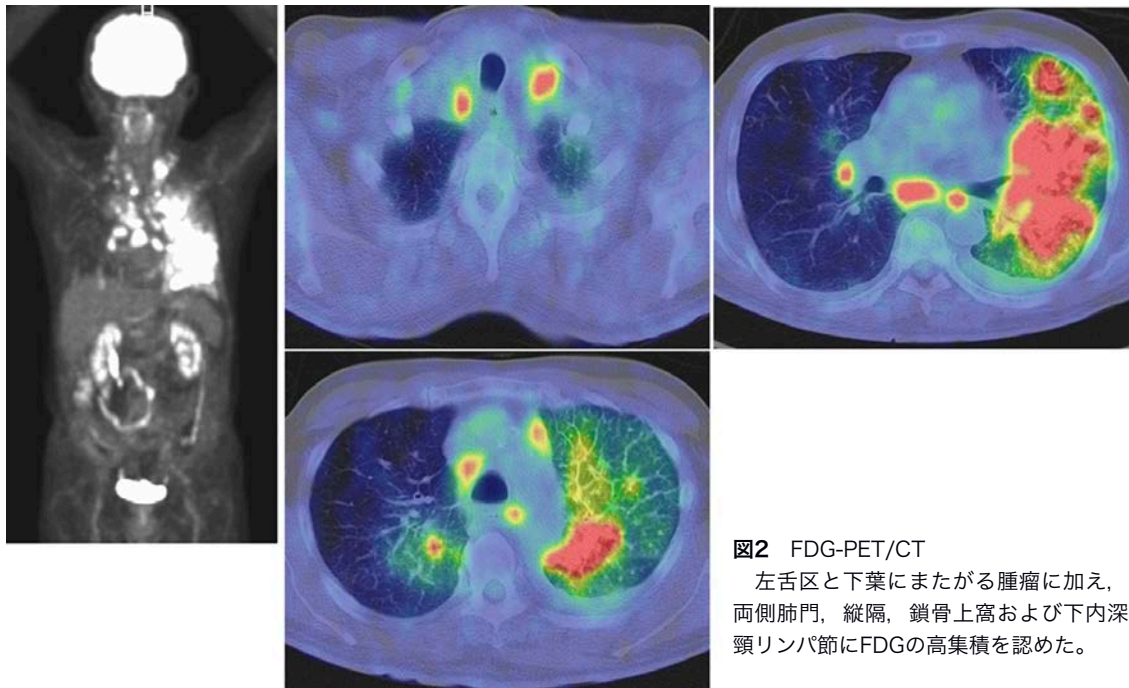 図2 FDG-PET/CT
左舌区と下葉にまたがる腫瘤に加え，
両側肺門，縦隔，鎖骨上窩および下内深
頸リンパ節にFDGの高集積を認めた。